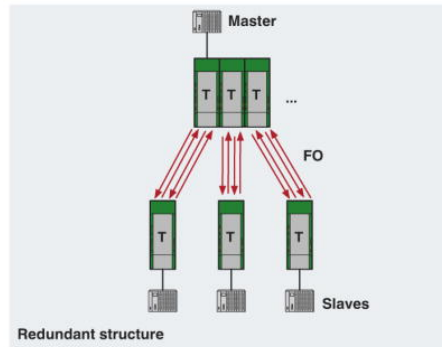 Master
T T T
...
FO
T T T
Slaves
Redundant structure